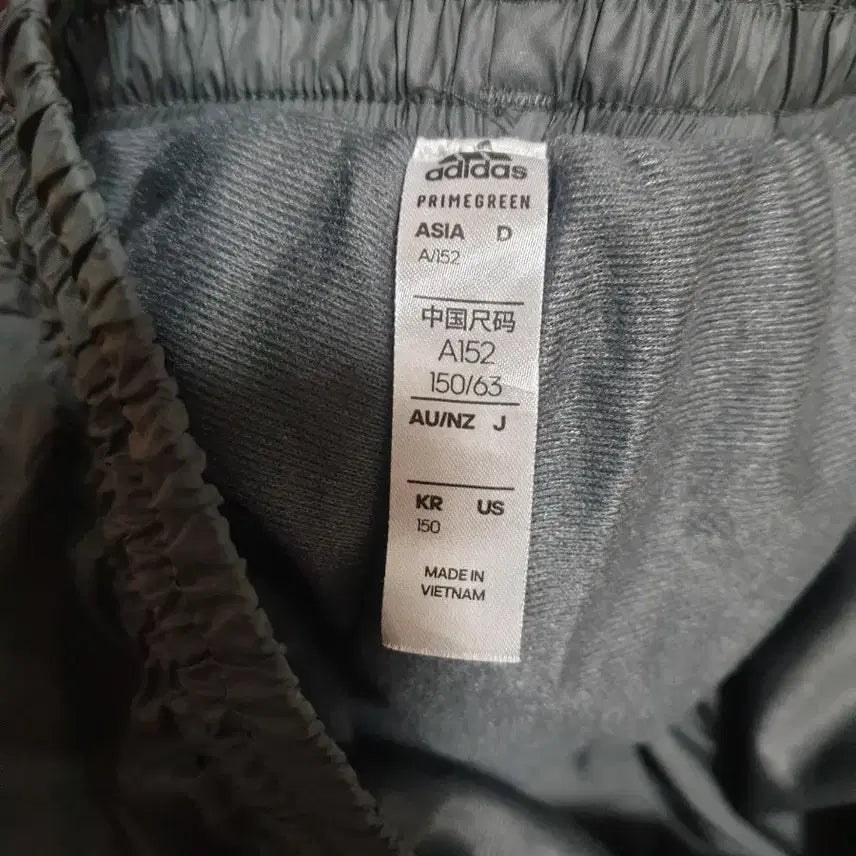 adidas
PRIMEGREEN
ASIA D
A/152
中国尺码
A152
150/63
AU/NZ J
KR US
150
MADE IN
VIETNAM